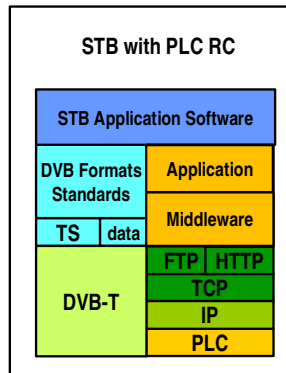 STB with PLC RC
STB Application Software
DVB Formats
Standards
TS
data
DVB-T
Application
Middleware
FTP
HTTP
TCP
IP
PLC